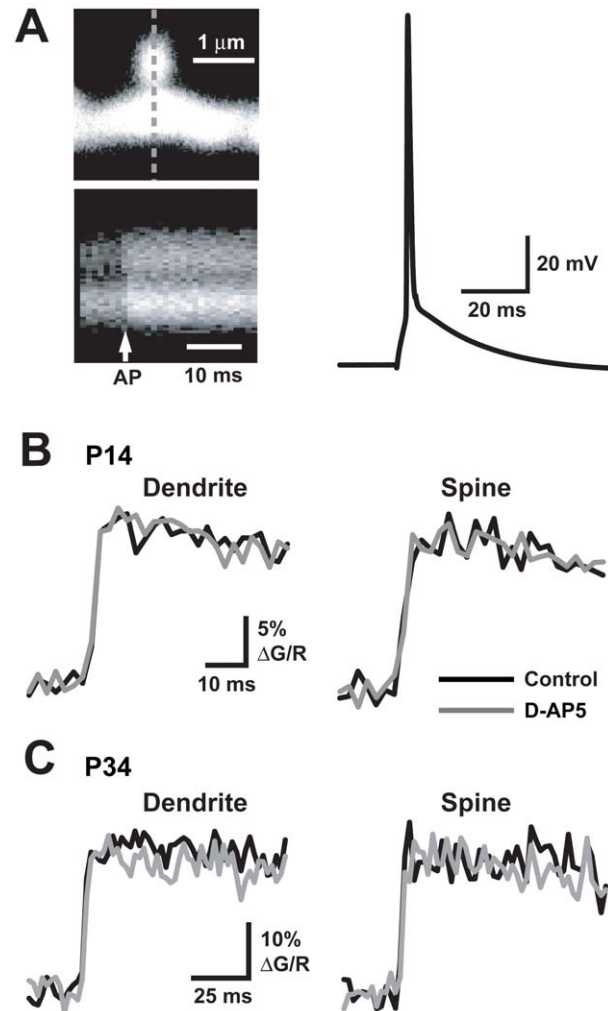 A
1 μm
AP
10 ms
20 mV
20 ms
B P14
Dendrite
Spine
5%
ΔG/R
10 ms
Control
D-AP5
C P34
Dendrite
Spine
10%
ΔG/R
25 ms